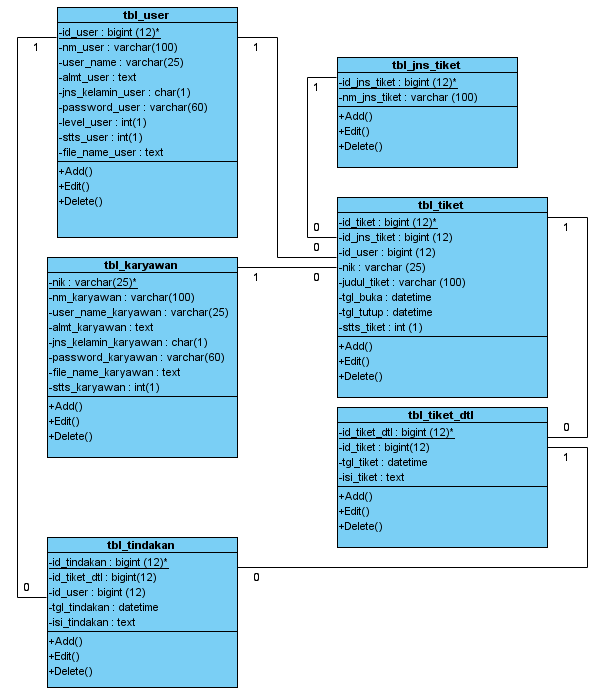 tbl_user
-id_user : bigint (12)*
-nm_user : varchar(100)
-user_name : varchar(25)
-almt_user : text
-jns_kelamin_user : char(1)
-password_user : varchar(60)
-level_user : int(1)
-stts_user : int(1)
-file_name_user : text
+Add()
+Edit()
+Delete()
1
1
tbl_jns_tiket
-id_jns_tiket : bigint (12)*
-nm_jns_tiket : varchar (100)
+Add()
+Edit()
+Delete()
1
0
0
tbl_tiket
-id_tiket : bigint (12)*
-id_jns_tiket : bigint (12)
-id_user : bigint (12)
-nik : varchar (25)
-judul_tiket : varchar (100)
-tgl_buka : datetime
-tgl_tutup : datetime
-stts_tiket : int (1)
+Add()
+Edit()
+Delete()
1
tbl_karyawan
-nik : varchar(25)*
-nm_karyawan : varchar(100)
-user_name_karyawan : varchar(25)
-almt_karyawan : text
-jns_kelamin_karyawan : char(1)
-password_karyawan : varchar(60)
-file_name_karyawan : text
-stts_karyawan : int(1)
+Add()
+Edit()
+Delete()
1
0
tbl_tiket_dtl
-id_tiket_dtl : bigint (12)*
-id_tiket : bigint(12)
-tgl_tiket : datetime
-isi_tiket : text
+Add()
+Edit()
+Delete()
0
1
tbl_tindakan
-id_tindakan : bigint (12)*
-id_tiket_dtl : bigint(12)
-id_user : bigint (12)
-tgl_tindakan : datetime
-isi_tindakan : text
+Add()
+Edit()
+Delete()
0
0